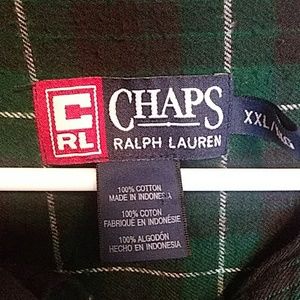 C
RL
CHAPS
RALPH LAUREN
XXL/
100% COTTON
MADE IN INDONESIA
100% COTON
FABRIQUÉ EN INDONÉSIE
100% ALGODÓN
HECHO EN INDONESIA